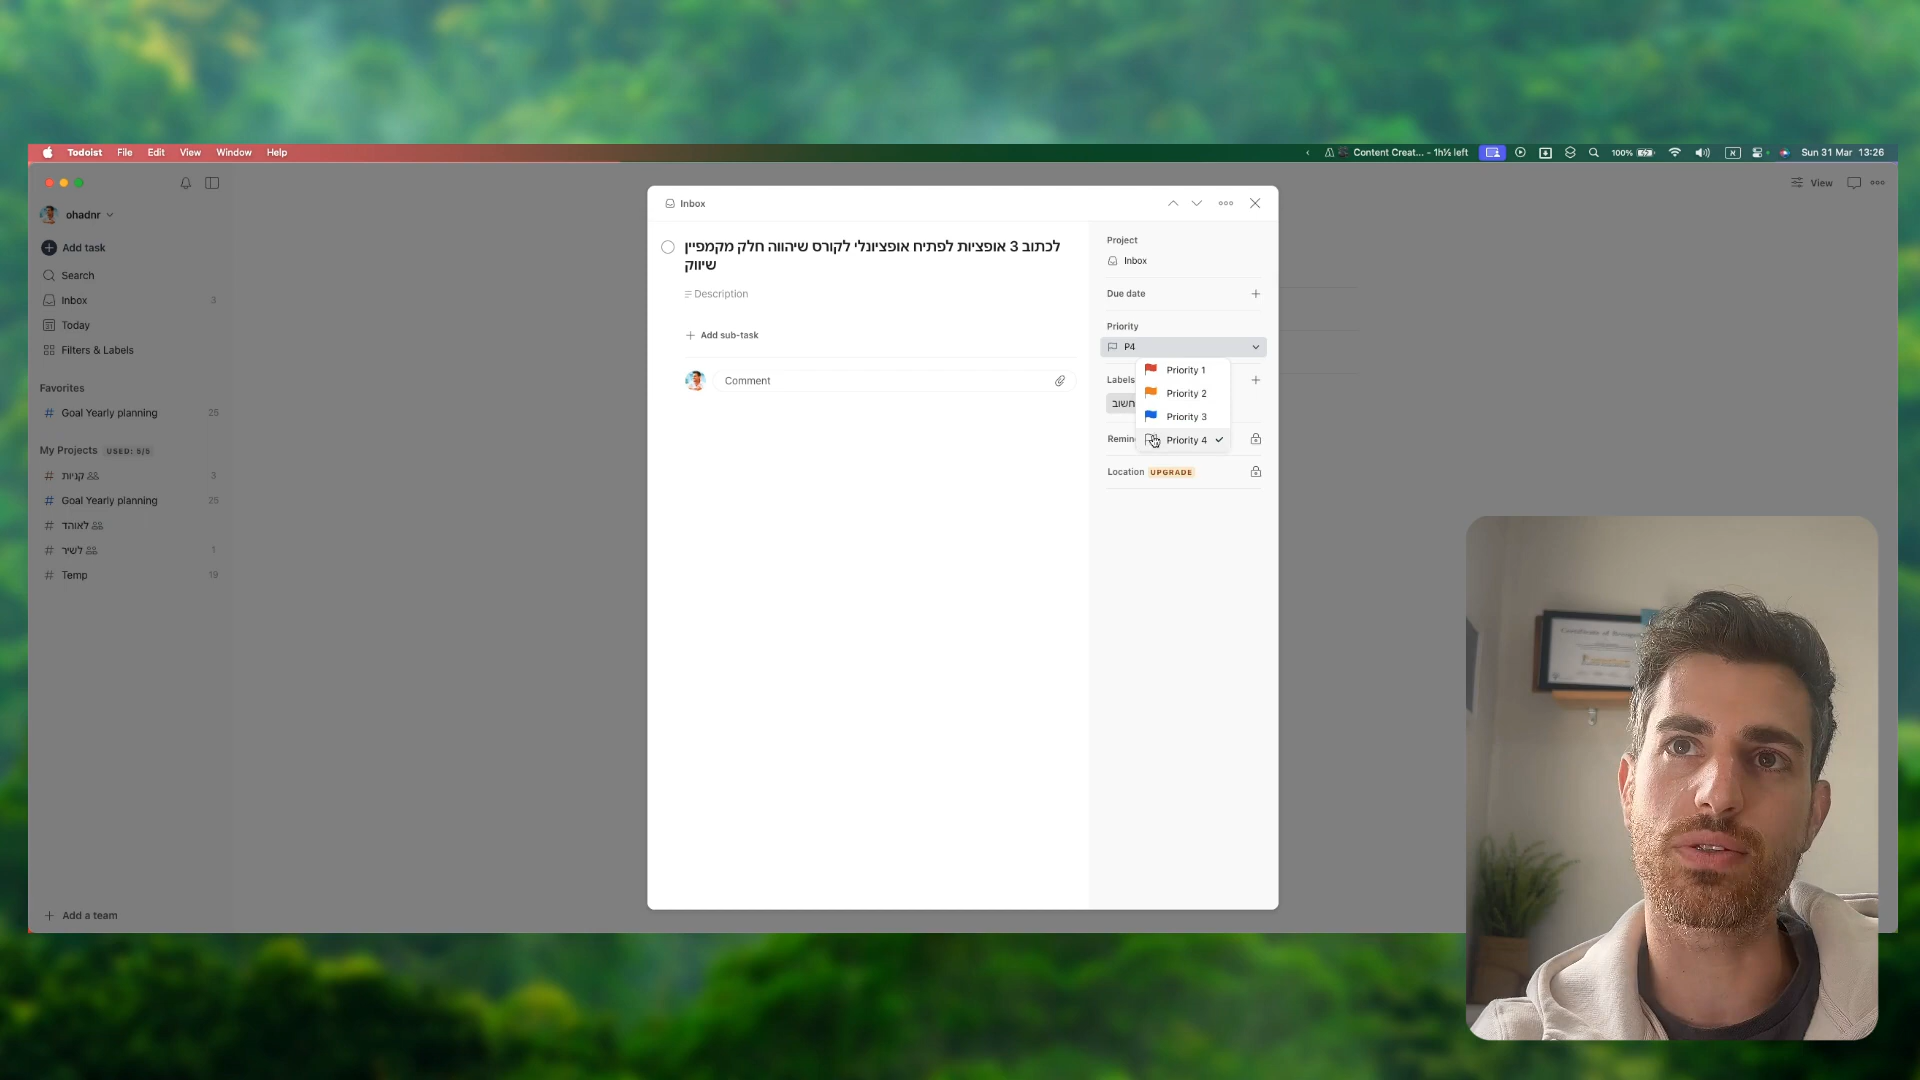 Todoist File Edit View Window Help
Content Creat... - 1h½ left 100% א Sun 31 Mar 13:26
View
ohadnr
Add task
Search
Inbox 3
Today
Filters & Labels
Favorites
# Goal Yearly planning 25
My Projects USED: 5/5
# קניות 3
# Goal Yearly planning 25
# לאוהד
# לשיר 1
# Temp 19
Add a team
Inbox
לכתוב 3 אופציות לפתיח אופציונלי לקורס שיהווה חלק מקמפיין
שיווק
Description
Add sub-task
Comment
Project
Inbox
Due date
Priority
P4
Priority 1
Priority 2
Priority 3
Priority 4
Labels
חשוב
Location UPGRADE